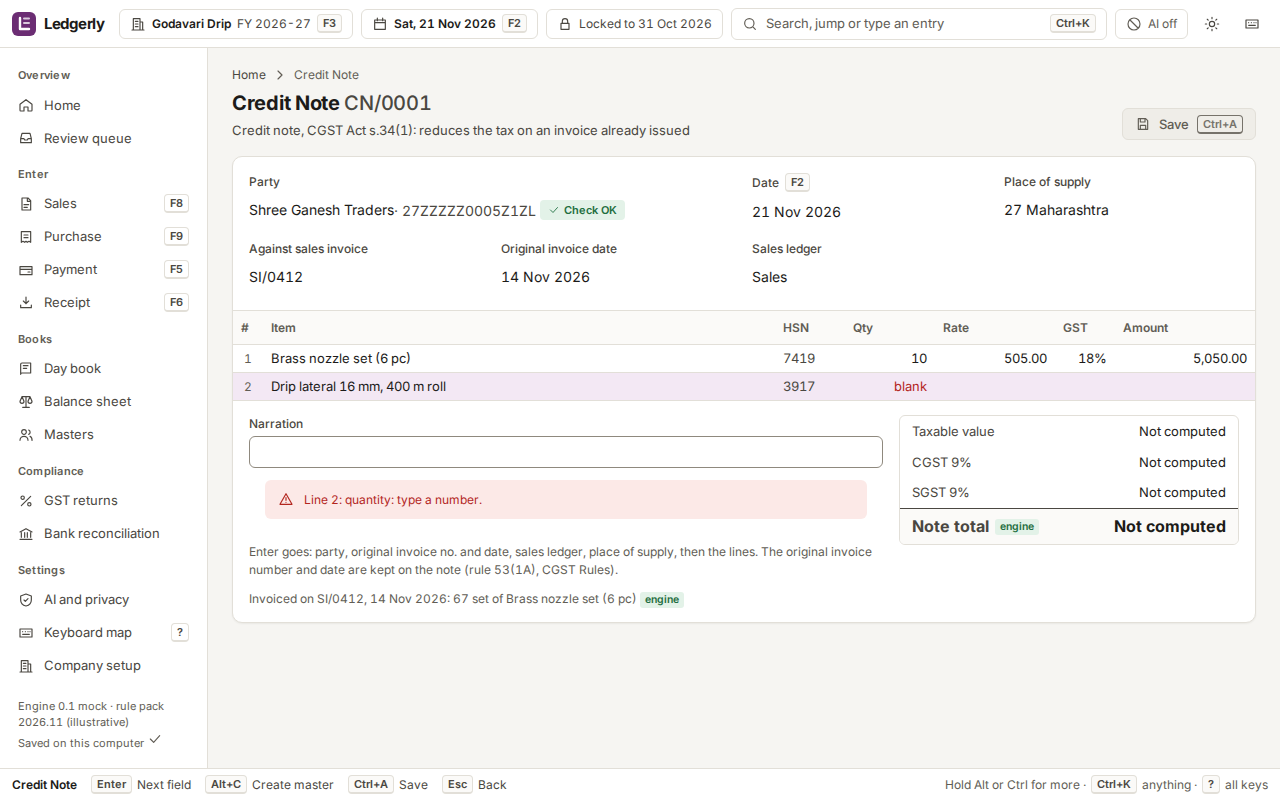 Ledgerly
Godavari Drip FY 2026-27 F3
Sat, 21 Nov 2026 F2
Locked to 31 Oct 2026
Search, jump or type an entry Ctrl+K
AI off
Overview
Home
Review queue
Enter
Sales F8
Purchase F9
Payment F5
Receipt F6
Books
Day book
Balance sheet
Masters
Compliance
GST returns
Bank reconciliation
Settings
AI and privacy
Keyboard map ?
Company setup
Engine 0.1 mock · rule pack
2026.11 (illustrative)
Saved on this computer
Home Credit Note
Credit Note CN/0001
Credit note, CGST Act s.34(1): reduces the tax on an invoice already issued
Save Ctrl+A
Party Date F2 Place of supply
Shree Ganesh Traders· 27ZZZZZ0005Z1ZL Check OK 21 Nov 2026 27 Maharashtra
Against sales invoice Original invoice date Sales ledger
SI/0412 14 Nov 2026 Sales
# Item HSN Qty Rate GST Amount
1 Brass nozzle set (6 pc) 7419 10 505.00 18% 5,050.00
2 Drip lateral 16 mm, 400 m roll 3917 blank
Narration
Line 2: quantity: type a number.
Enter goes: party, original invoice no. and date, sales ledger, place of supply, then the lines. The original invoice
number and date are kept on the note (rule 53(1A), CGST Rules).
Invoiced on SI/0412, 14 Nov 2026: 67 set of Brass nozzle set (6 pc) engine
Taxable value Not computed
CGST 9% Not computed
SGST 9% Not computed
Note total engine Not computed
Credit Note Enter Next field Alt+C Create master Ctrl+A Save Esc Back
Hold Alt or Ctrl for more · Ctrl+K anything · ? all keys